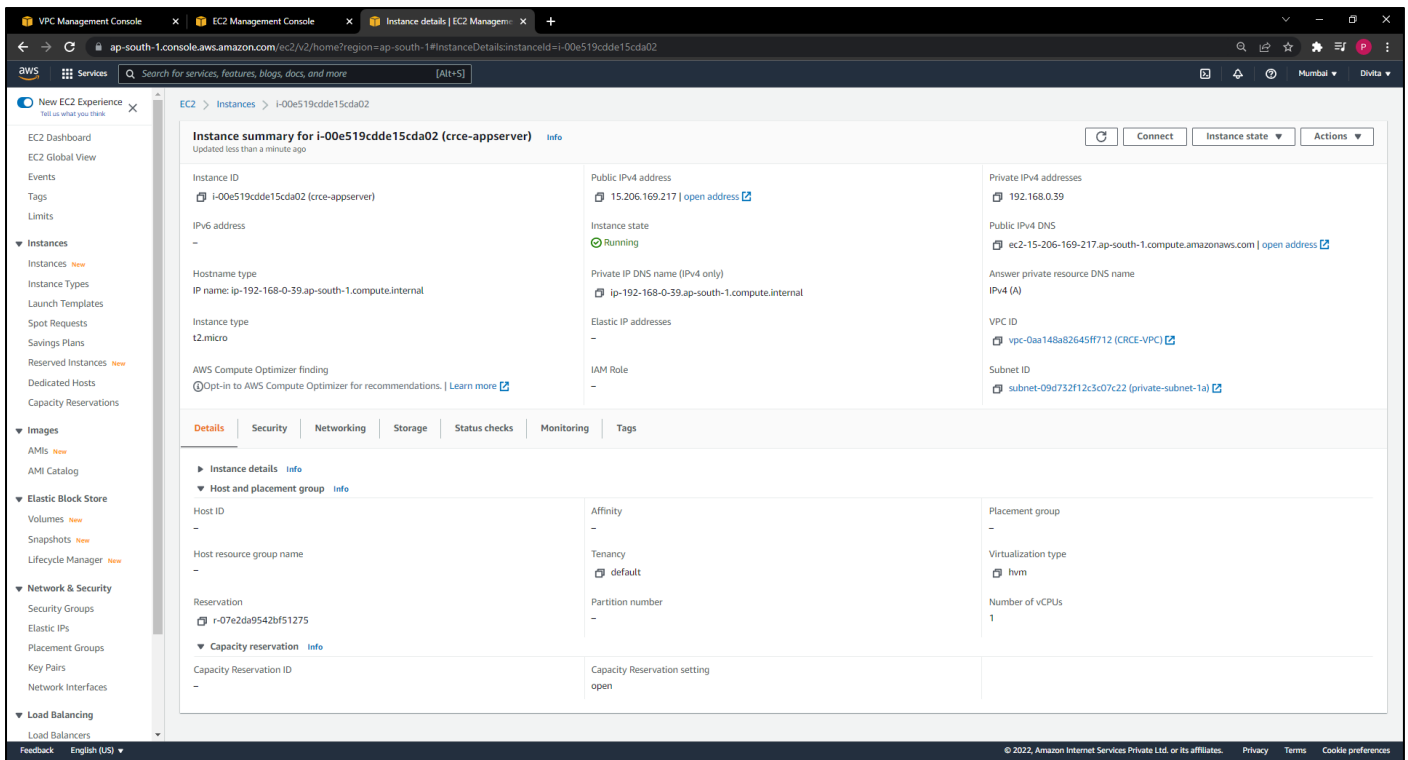 VPC Management Console
EC2 Management Console
Instance details | EC2 Manageme
ap-south-1.console.aws.amazon.com/ec2/v2/home?region=ap-south-1#InstanceDetails:instanceId=i-00e519cdde15cda02
P
aws
Services
Search for services, features, blogs, docs, and more [Alt+S]
Mumbai
Divita
New EC2 Experience
Tell us what you think
EC2 Dashboard
EC2 Global View
Events
Tags
Limits
Instances
Instances New
Instance Types
Launch Templates
Spot Requests
Savings Plans
Reserved Instances New
Dedicated Hosts
Capacity Reservations
Images
AMIs New
AMI Catalog
Elastic Block Store
Volumes New
Snapshots New
Lifecycle Manager New
Network & Security
Security Groups
Elastic IPs
Placement Groups
Key Pairs
Network Interfaces
Load Balancing
Load Balancers
EC2 > Instances > i-00e519cdde15cda02
Instance summary for i-00e519cdde15cda02 (crce-appserver) Info
Updated less than a minute ago
Connect
Instance state
Actions
Instance ID
i-00e519cdde15cda02 (crce-appserver)
Public IPv4 address
15.206.169.217 | open address
Private IPv4 addresses
192.168.0.39
IPv6 address
–
Instance state
Running
Public IPv4 DNS
ec2-15-206-169-217.ap-south-1.compute.amazonaws.com | open address
Hostname type
IP name: ip-192-168-0-39.ap-south-1.compute.internal
Private IP DNS name (IPv4 only)
ip-192-168-0-39.ap-south-1.compute.internal
Answer private resource DNS name
IPv4 (A)
Instance type
t2.micro
Elastic IP addresses
–
VPC ID
vpc-0aa148a82645ff712 (CRCE-VPC)
AWS Compute Optimizer finding
Opt-in to AWS Compute Optimizer for recommendations. | Learn more
IAM Role
–
Subnet ID
subnet-09d732f12c3c07c22 (private-subnet-1a)
Details
Security
Networking
Storage
Status checks
Monitoring
Tags
Instance details Info
Host and placement group Info
Host ID
–
Affinity
–
Placement group
–
Host resource group name
–
Tenancy
default
Virtualization type
hvm
Reservation
r-07e2da9542bf51275
Partition number
–
Number of vCPUs
1
Capacity reservation Info
Capacity Reservation ID
–
Capacity Reservation setting
open
Feedback
English (US)
© 2022, Amazon Internet Services Private Ltd. or its affiliates.
Privacy
Terms
Cookie preferences